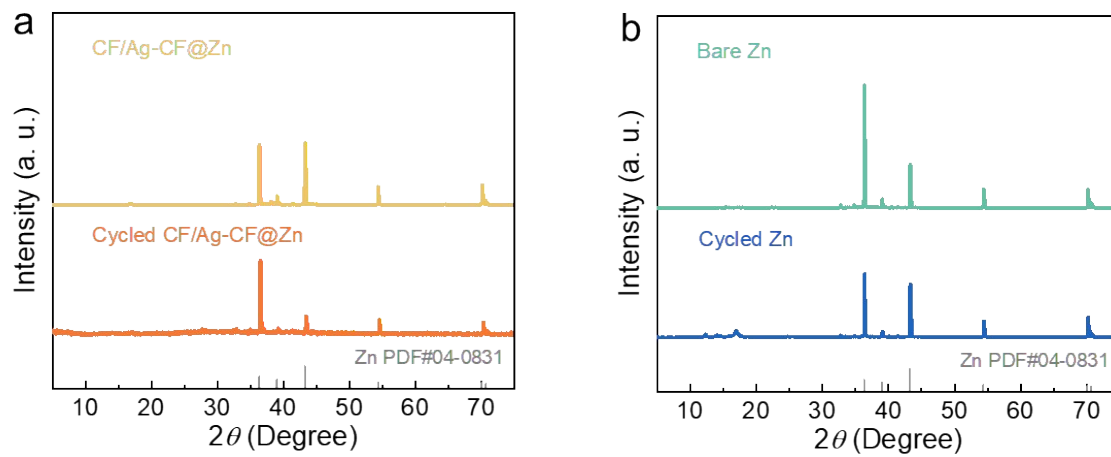 a
CF/Ag-CF@Zn
Cycled CF/Ag-CF@Zn
Zn PDF#04-0831
Intensity (a. u.)
10 20 30 40 50 60 70
2θ (Degree)
b
Bare Zn
Cycled Zn
Zn PDF#04-0831
Intensity (a. u.)
10 20 30 40 50 60 70
2θ (Degree)